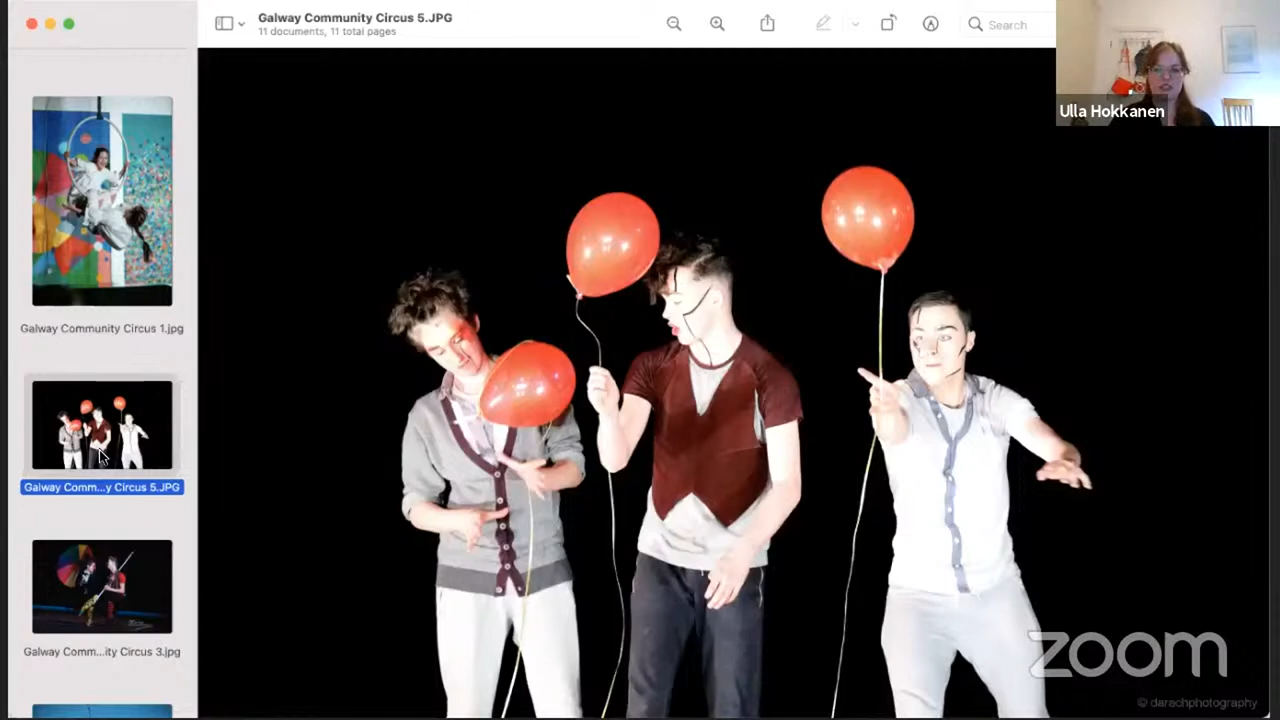 Galway Community Circus 5.JPG
11 documents, 11 total pages
Search
Ulla Hokkanen
Galway Community Circus 1.jpg
Galway Comm...y Circus 5.JPG
Galway Comm...ity Circus 3.jpg
zoom
© darachphotography